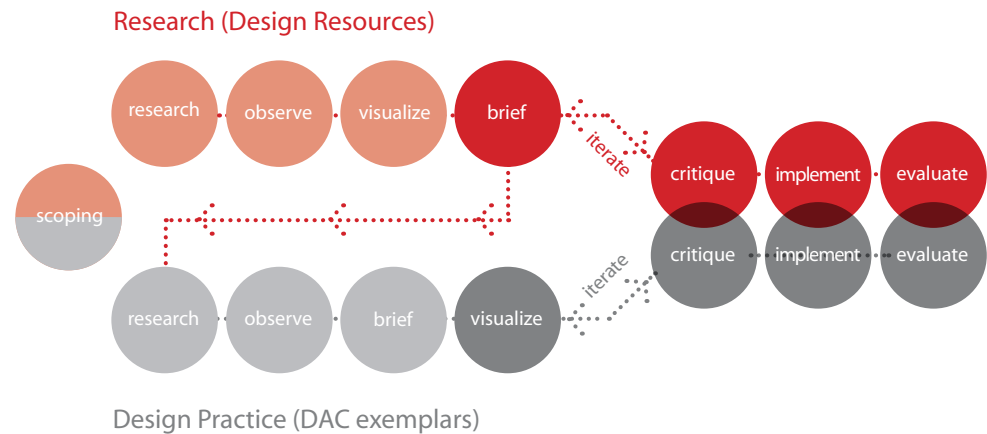 Research (Design Resources)
research observe visualize brief
iterate
critique implement evaluate
scoping
critique implement evaluate
iterate
research observe brief visualize
Design Practice (DAC exemplars)